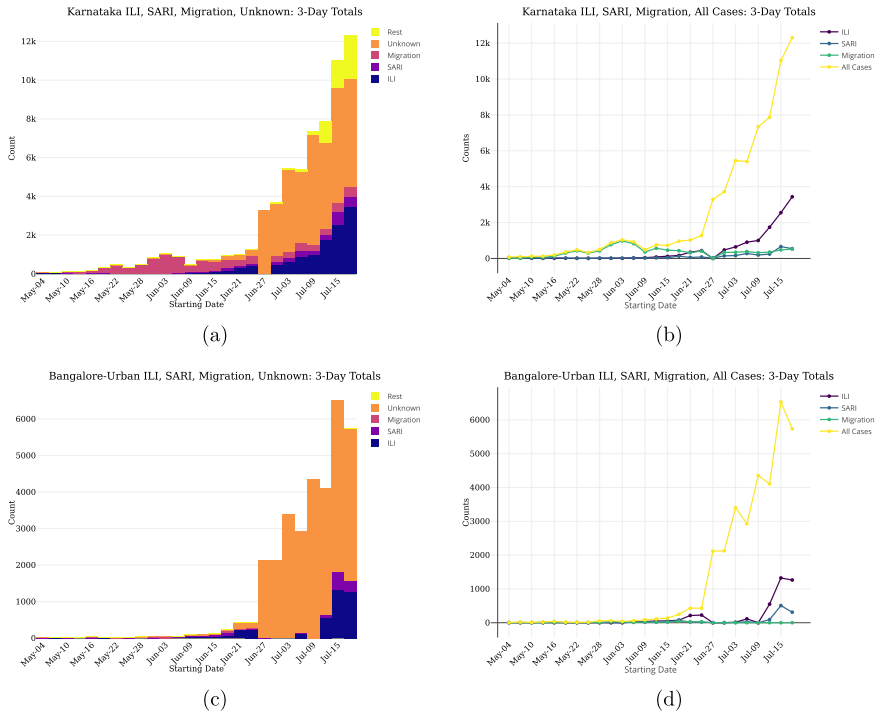 Karnataka ILI, SARI, Migration, Unknown: 3-Day Totals
Rest
Unknown
Migration
SARI
ILI
12k
10k
8k
6k
4k
2k
0
Count
May-04
May-10
May-16
May-22
May-28
Jun-03
Jun-09
Jun-15
Jun-21
Jun-27
Jul-03
Jul-09
Jul-15
Starting Date
(a)
Karnataka ILI, SARI, Migration, All Cases: 3-Day Totals
ILI
SARI
Migration
All Cases
12k
10k
8k
6k
4k
2k
0
Counts
May-04
May-10
May-16
May-22
May-28
Jun-03
Jun-09
Jun-15
Jun-21
Jun-27
Jul-03
Jul-09
Jul-15
Starting Date
(b)
Bangalore-Urban ILI, SARI, Migration, Unknown: 3-Day Totals
Rest
Unknown
Migration
SARI
ILI
6000
5000
4000
3000
2000
1000
0
Count
May-04
May-10
May-16
May-22
May-28
Jun-03
Jun-09
Jun-15
Jun-21
Jun-27
Jul-03
Jul-09
Jul-15
Starting Date
(c)
Bangalore-Urban ILI, SARI, Migration, All Cases: 3-Day Totals
ILI
SARI
Migration
All Cases
6000
5000
4000
3000
2000
1000
0
Counts
May-04
May-10
May-16
May-22
May-28
Jun-03
Jun-09
Jun-15
Jun-21
Jun-27
Jul-03
Jul-09
Jul-15
Starting Date
(d)